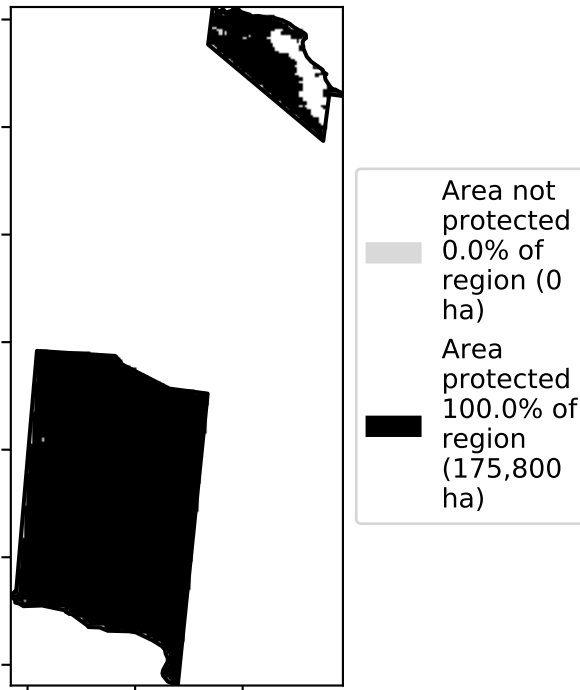 Area not
protected
0.0% of
region (0
ha)
Area
protected
100.0% of
region
(175,800
ha)